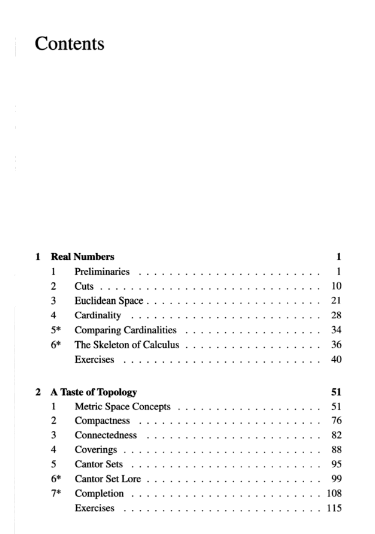 Contents
1 Real Numbers 1
1 Preliminaries . . . . . . . . . . . . . . . . . . . . . . . . 1
2 Cuts . . . . . . . . . . . . . . . . . . . . . . . . . . . . 10
3 Euclidean Space . . . . . . . . . . . . . . . . . . . . . . . 21
4 Cardinality . . . . . . . . . . . . . . . . . . . . . . . . . 28
5* Comparing Cardinalities . . . . . . . . . . . . . . . . . . 34
6* The Skeleton of Calculus . . . . . . . . . . . . . . . . . . 36
Exercises . . . . . . . . . . . . . . . . . . . . . . . . . . 40
2 A Taste of Topology 51
1 Metric Space Concepts . . . . . . . . . . . . . . . . . . . 51
2 Compactness . . . . . . . . . . . . . . . . . . . . . . . . 76
3 Connectedness . . . . . . . . . . . . . . . . . . . . . . . 82
4 Coverings . . . . . . . . . . . . . . . . . . . . . . . . . . 88
5 Cantor Sets . . . . . . . . . . . . . . . . . . . . . . . . . 95
6* Cantor Set Lore . . . . . . . . . . . . . . . . . . . . . . . 99
7* Completion . . . . . . . . . . . . . . . . . . . . . . . . . 108
Exercises . . . . . . . . . . . . . . . . . . . . . . . . . . 115